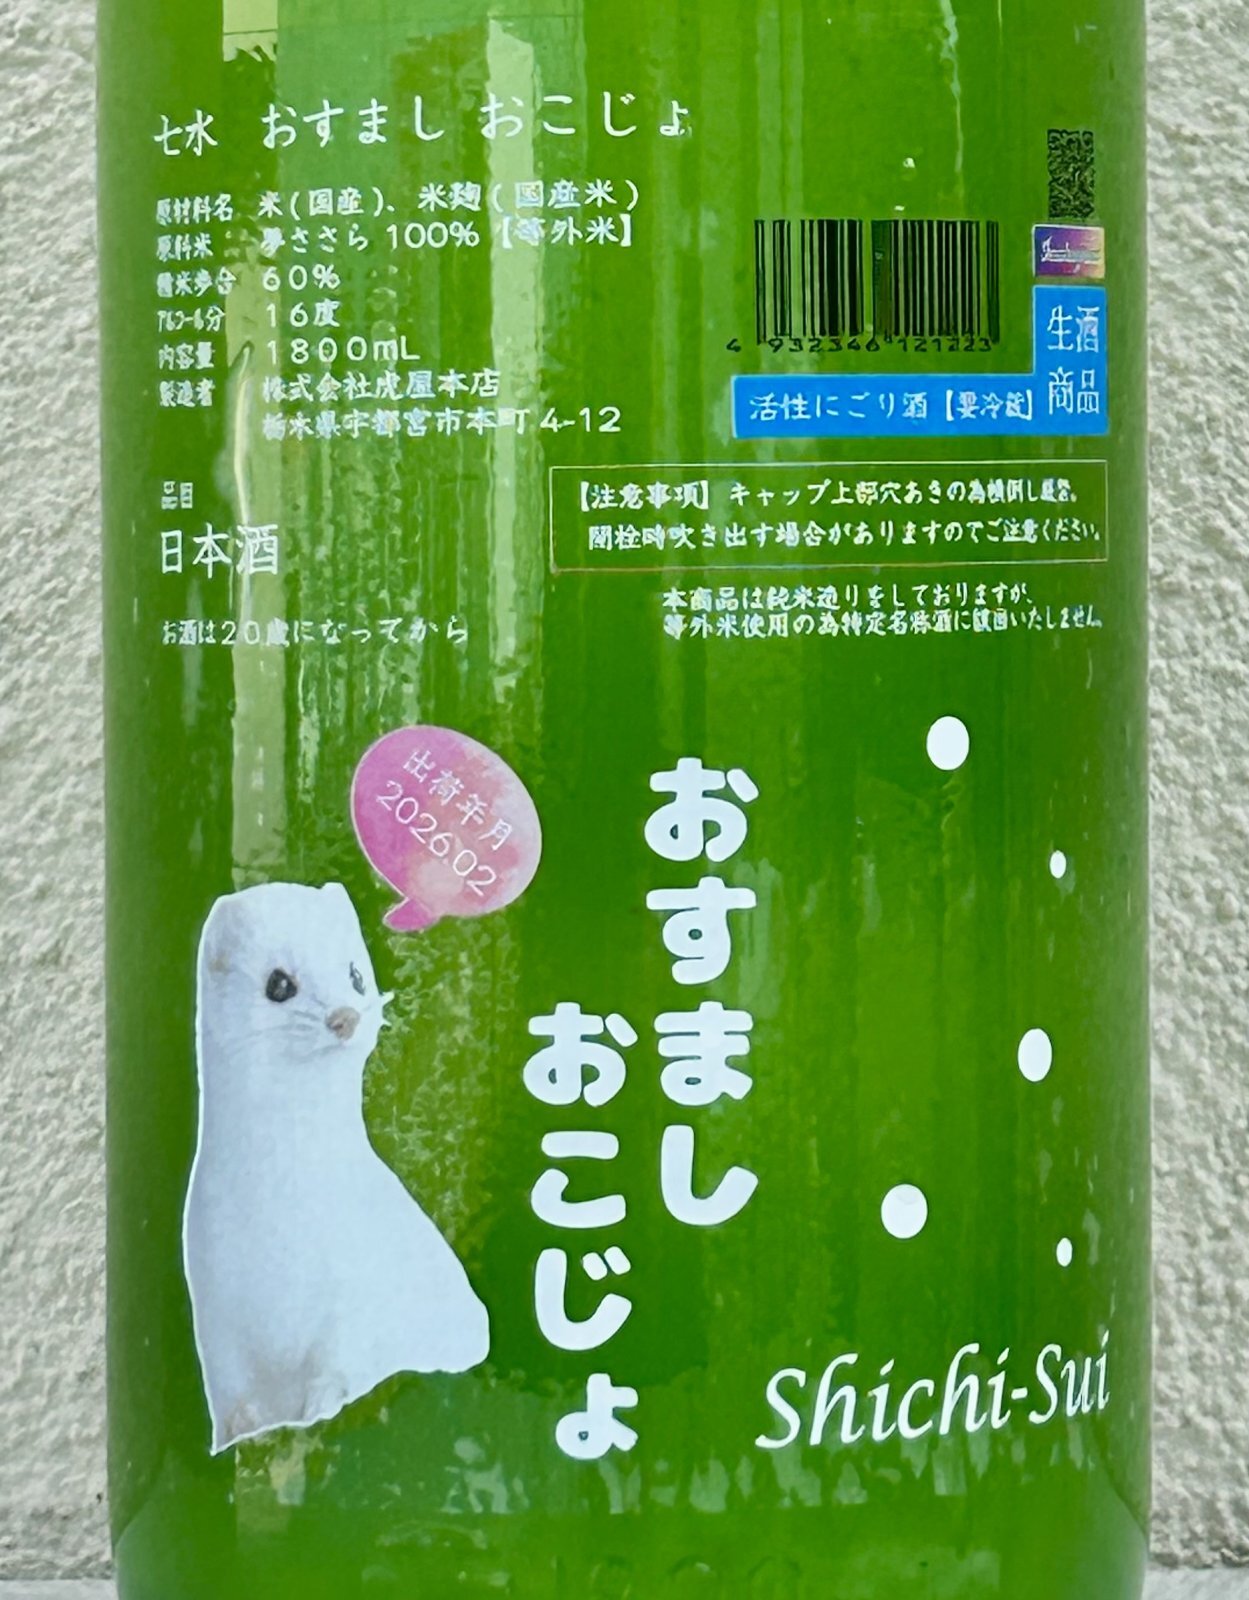 七水 おすまし おこじょ
原材料名 米(国産)、米麹(国産米)
原料米 夢ささら 100%【等外米】
精米歩合 60%
アルコール分 16度
内容量 1800mL
製造者 株式会社虎屋本店
栃木県宇都宮市本町 4-12
4 932346 121223
生酒
商品
活性にごり酒【要冷蔵】
品目
日本酒
【注意事項】 キャップ上部穴あきの為横倒し厳禁。
開栓時吹き出す場合がありますのでご注意ください。
本商品は純米造りをしておりますが、
等外米使用の為特定名称酒に該当いたしません。
お酒は20歳になってから
出荷年月
2026.02
おすまし
おこじょ
Shichi-Sui